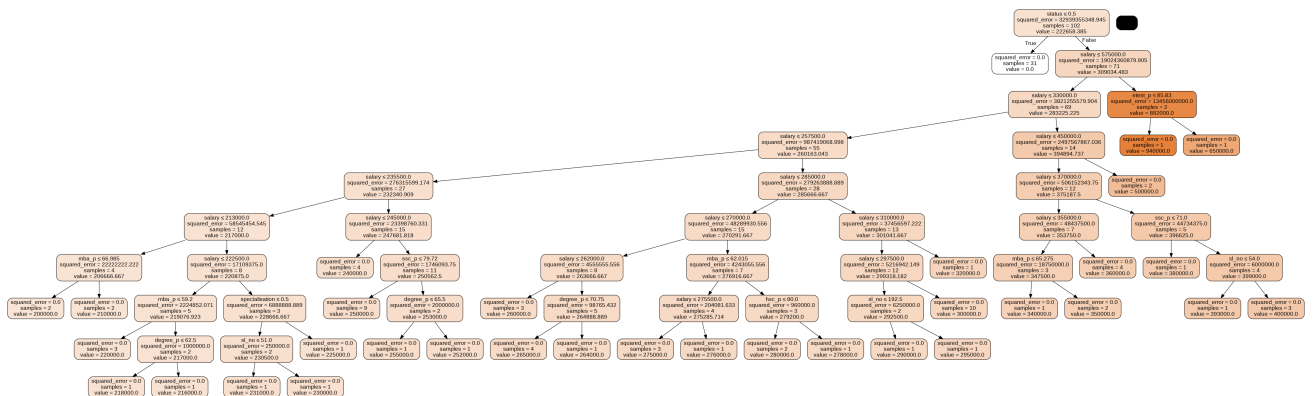 status ≤ 0.5
squared_error = 32939355348.945
samples = 102
value = 222658.385
True
False
squared_error = 0.0
samples = 31
value = 0.0
salary ≤ 575000.0
squared_error = 19024360879.905
samples = 71
value = 309034.483
salary ≤ 330000.0
squared_error = 3821255579.904
samples = 69
value = 283225.225
etest_p ≤ 85.83
squared_error = 13456000000.0
samples = 2
value = 882000.0
salary ≤ 257500.0
squared_error = 987419068.998
samples = 55
value = 260163.043
salary ≤ 450000.0
squared_error = 2497567867.036
samples = 14
value = 394894.737
squared_error = 0.0
samples = 1
value = 940000.0
squared_error = 0.0
samples = 1
value = 650000.0
salary ≤ 235500.0
squared_error = 276315599.174
samples = 27
value = 232340.909
salary ≤ 285000.0
squared_error = 279263888.889
samples = 28
value = 285666.667
salary ≤ 370000.0
squared_error = 506152343.75
samples = 12
value = 375187.5
squared_error = 0.0
samples = 2
value = 500000.0
salary ≤ 213000.0
squared_error = 58545454.545
samples = 12
value = 217000.0
salary ≤ 245000.0
squared_error = 23398760.331
samples = 15
value = 247681.818
salary ≤ 270000.0
squared_error = 48289930.556
samples = 15
value = 270291.667
salary ≤ 310000.0
squared_error = 37456597.222
samples = 13
value = 301041.667
salary ≤ 355000.0
squared_error = 48437500.0
samples = 7
value = 353750.0
ssc_p ≤ 71.0
squared_error = 44734375.0
samples = 5
value = 396625.0
mba_p ≤ 66.985
squared_error = 22222222.222
samples = 4
value = 206666.667
salary ≤ 222500.0
squared_error = 17109375.0
samples = 8
value = 220875.0
squared_error = 0.0
samples = 4
value = 240000.0
ssc_p ≤ 79.72
squared_error = 1746093.75
samples = 11
value = 250562.5
salary ≤ 262000.0
squared_error = 4555555.556
samples = 8
value = 263666.667
mba_p ≤ 62.015
squared_error = 4243055.556
samples = 7
value = 276916.667
salary ≤ 297500.0
squared_error = 5216942.149
samples = 12
value = 299318.182
squared_error = 0.0
samples = 1
value = 320000.0
mba_p ≤ 65.275
squared_error = 18750000.0
samples = 3
value = 347500.0
squared_error = 0.0
samples = 4
value = 360000.0
squared_error = 0.0
samples = 1
value = 380000.0
sl_no ≤ 54.0
squared_error = 6000000.0
samples = 4
value = 398000.0
squared_error = 0.0
samples = 2
value = 200000.0
squared_error = 0.0
samples = 2
value = 210000.0
mba_p ≤ 59.2
squared_error = 2224852.071
samples = 5
value = 219076.923
specialisation ≤ 0.5
squared_error = 6888888.889
samples = 3
value = 228666.667
squared_error = 0.0
samples = 9
value = 250000.0
degree_p ≤ 65.5
squared_error = 2000000.0
samples = 2
value = 253000.0
squared_error = 0.0
samples = 3
value = 260000.0
degree_p ≤ 70.75
squared_error = 98765.432
samples = 5
value = 264888.889
salary ≤ 275500.0
squared_error = 204081.633
samples = 4
value = 275285.714
hsc_p ≤ 80.0
squared_error = 960000.0
samples = 3
value = 279200.0
sl_no ≤ 192.5
squared_error = 6250000.0
samples = 2
value = 292500.0
squared_error = 0.0
samples = 10
value = 300000.0
squared_error = 0.0
samples = 1
value = 340000.0
squared_error = 0.0
samples = 2
value = 350000.0
squared_error = 0.0
samples = 1
value = 393000.0
squared_error = 0.0
samples = 3
value = 400000.0
squared_error = 0.0
samples = 3
value = 220000.0
degree_p ≤ 62.5
squared_error = 1000000.0
samples = 2
value = 217000.0
sl_no ≤ 51.0
squared_error = 250000.0
samples = 2
value = 230500.0
squared_error = 0.0
samples = 1
value = 225000.0
squared_error = 0.0
samples = 1
value = 255000.0
squared_error = 0.0
samples = 1
value = 252000.0
squared_error = 0.0
samples = 4
value = 265000.0
squared_error = 0.0
samples = 1
value = 264000.0
squared_error = 0.0
samples = 3
value = 275000.0
squared_error = 0.0
samples = 1
value = 276000.0
squared_error = 0.0
samples = 2
value = 280000.0
squared_error = 0.0
samples = 1
value = 278000.0
squared_error = 0.0
samples = 1
value = 290000.0
squared_error = 0.0
samples = 1
value = 295000.0
squared_error = 0.0
samples = 1
value = 218000.0
squared_error = 0.0
samples = 1
value = 216000.0
squared_error = 0.0
samples = 1
value = 231000.0
squared_error = 0.0
samples = 1
value = 230000.0